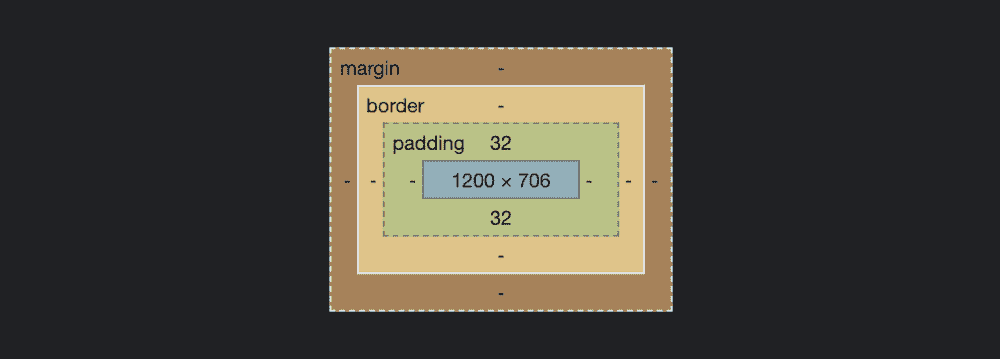 margin -
border -
padding 32
- - - 1200 × 706 - - -
32
-
-